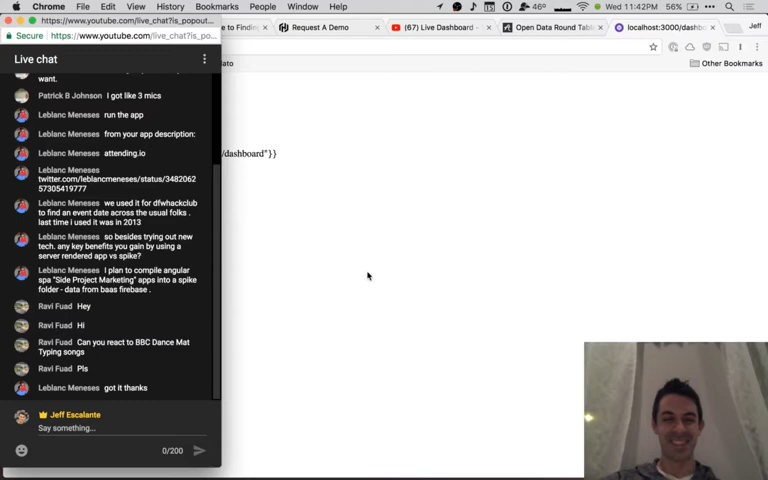 Chrome File Edit View History Bookmarks People Window Help
46° 56% Wed 11:42PM
https://www.youtube.com/live_chat?is_popout...
e to Finding Request A Demo (67) Live Dashboard - Open Data Round Table localhost:3000/dashbo Jeff
Secure https://www.youtube.com/live_chat?is_po...
ato Other Bookmarks
Live chat
want.
Patrick B Johnson I got like 3 mics
Leblanc Meneses run the app
Leblanc Meneses from your app description:
Leblanc Meneses attending.io
/dashboard"}}
Leblanc Meneses
twitter.com/leblancmeneses/status/3482062
57305419777
Leblanc Meneses we used it for dfwhackclub
to find an event date across the usual folks .
last time i used it was in 2013
Leblanc Meneses so besides trying out new
tech. any key benefits you gain by using a
server rendered app vs spike?
Leblanc Meneses I plan to compile angular
spa "Side Project Marketing" apps into a spike
folder - data from baas firebase .
Ravi Fuad Hey
Ravi Fuad Hi
Ravi Fuad Can you react to BBC Dance Mat
Typing songs
Ravi Fuad Pls
Leblanc Meneses got it thanks
Jeff Escalante
Say something...
0/200